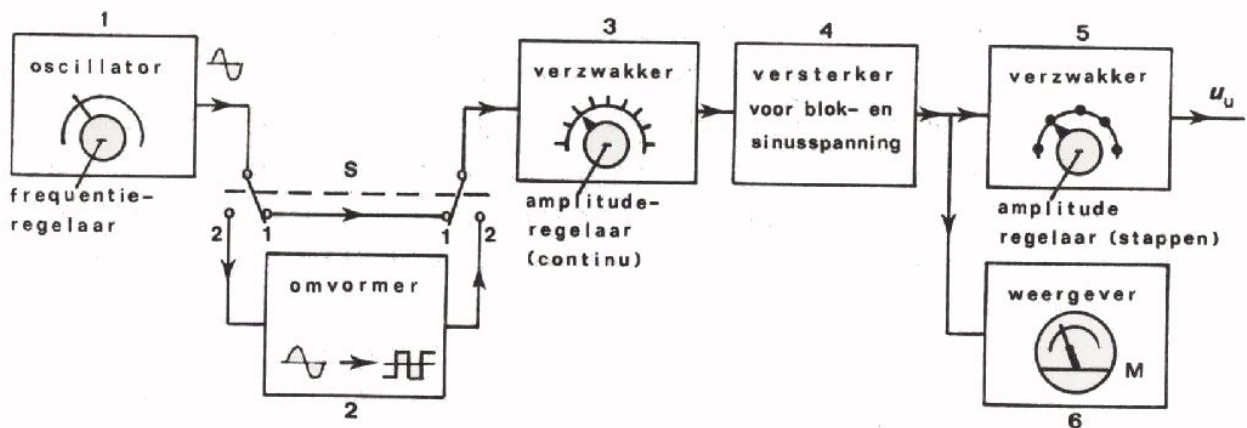 1
oscillator
frequentie-
regelaar
S
2
1
1
2
omvormer
2
3
verzwakker
amplitude-
regelaar
(continu)
4
versterker
voor blok- en
sinusspanning
5
verzwakker
amplitude
regelaar (stappen)
uu
weergever
M
6